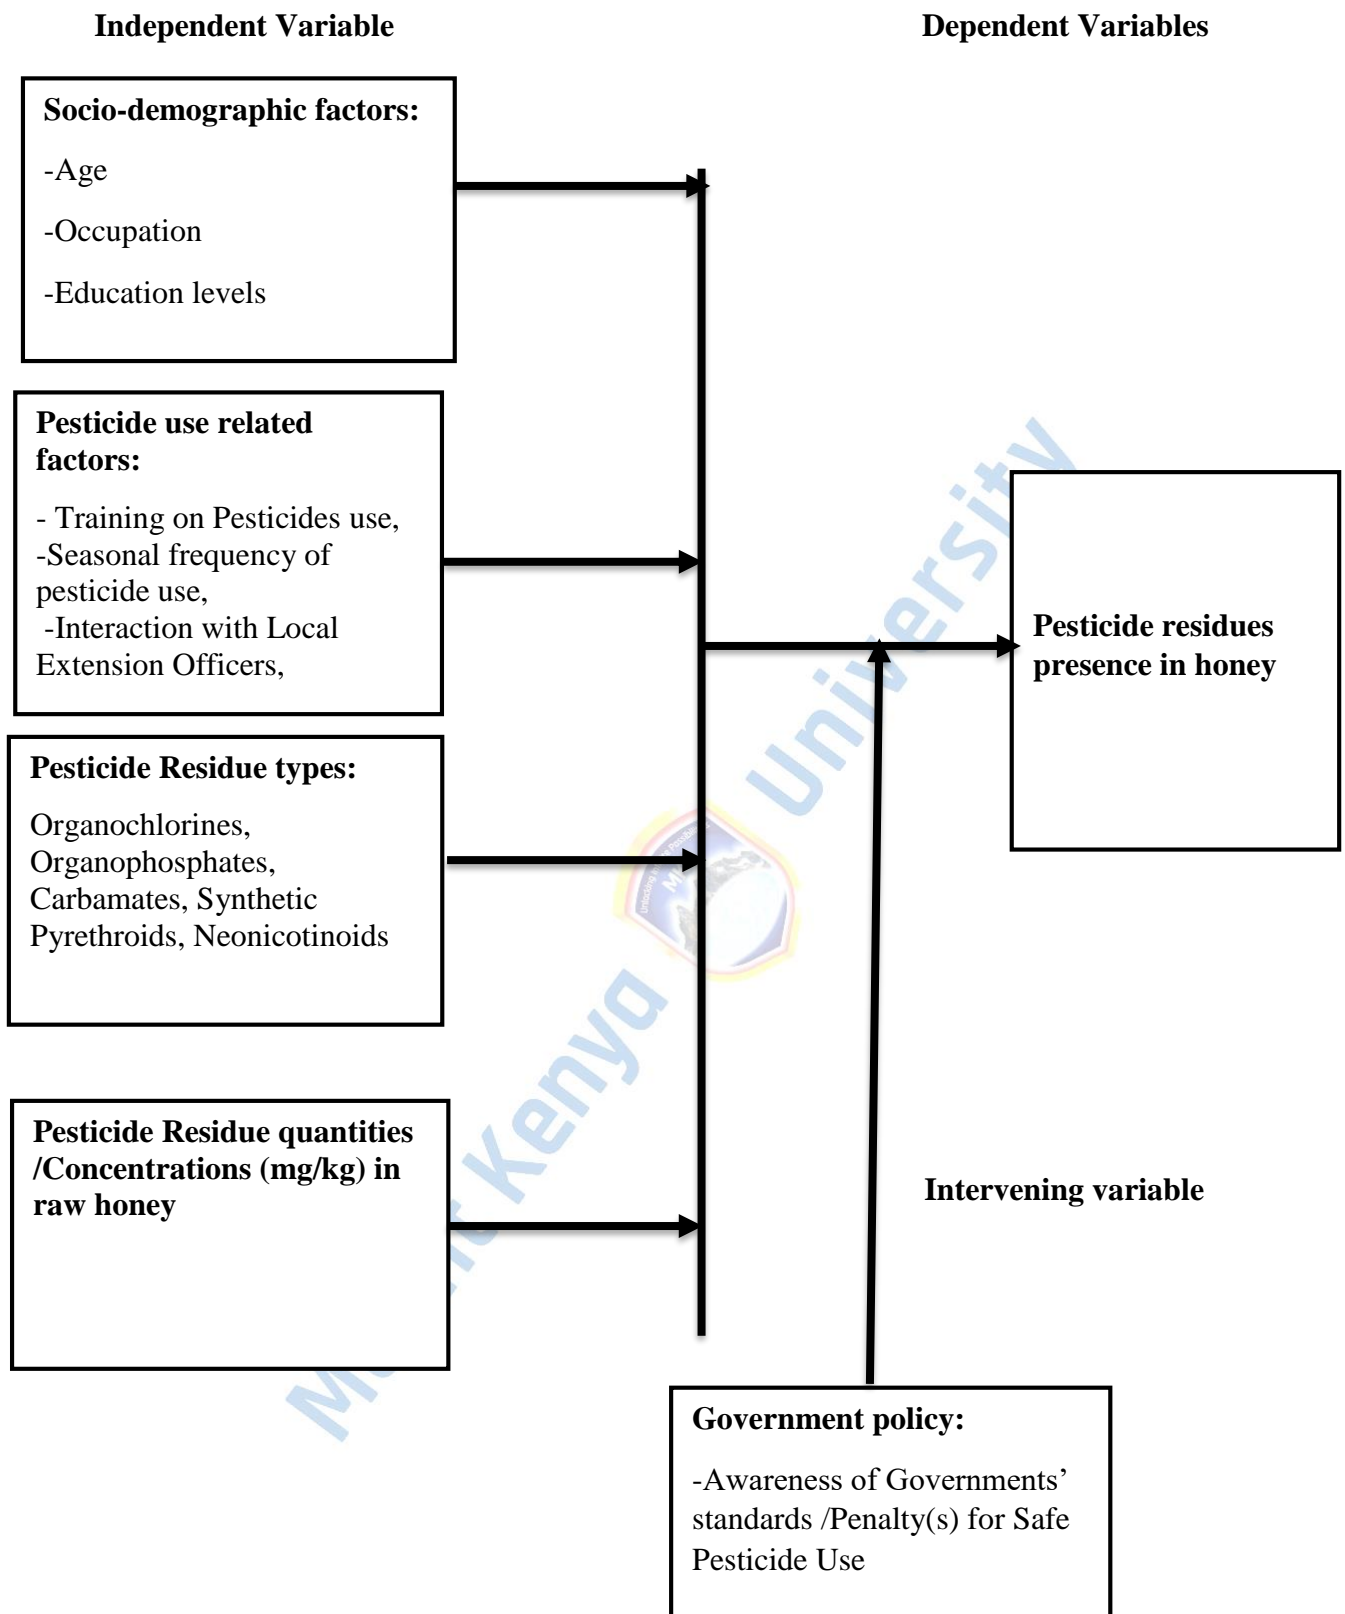 Independent Variable
Dependent Variables
Socio-demographic factors:
-Age
-Occupation
-Education levels
Pesticide use related
factors:
- Training on Pesticides use,
-Seasonal frequency of
pesticide use,
-Interaction with Local
Extension Officers,
Pesticide residues
presence in honey
Pesticide Residue types:
Organochlorines,
Organophosphates,
Carbamates, Synthetic
Pyrethroids, Neonicotinoids
Pesticide Residue quantities
/Concentrations (mg/kg) in
raw honey
Intervening variable
Government policy:
-Awareness of Governments’
standards /Penalty(s) for Safe
Pesticide Use
Kenya University